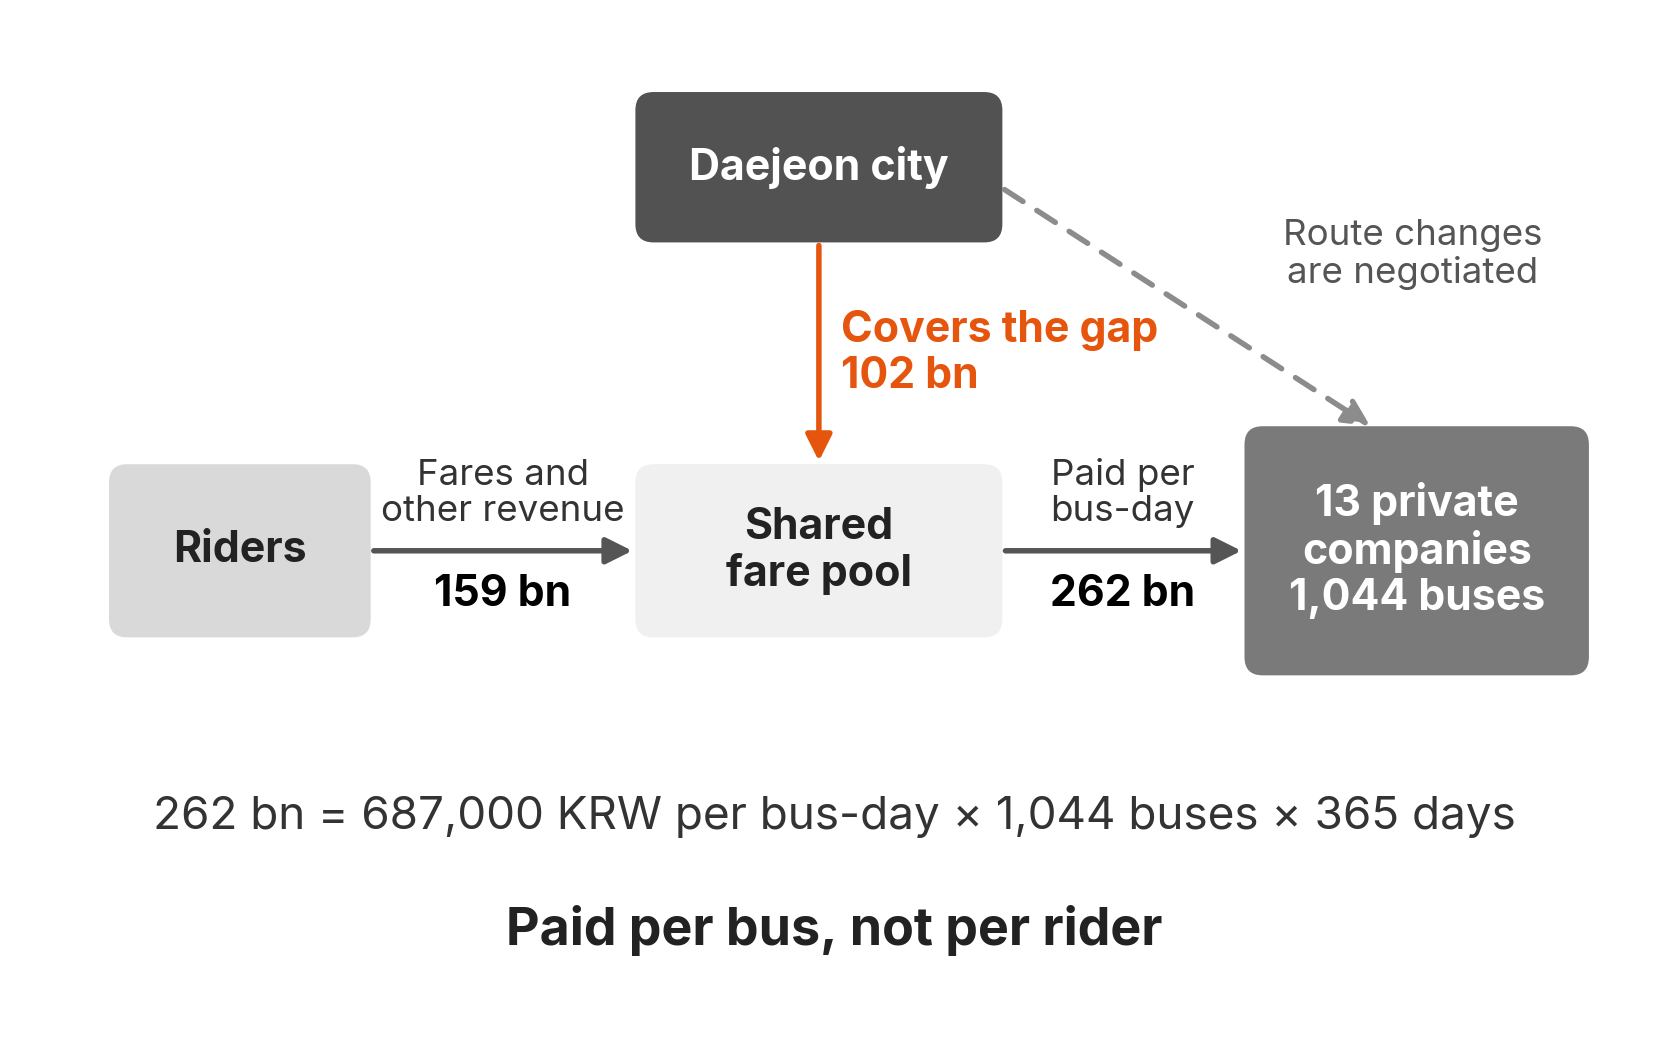 Daejeon city
Route changes
are negotiated
Covers the gap
102 bn
Fares and
other revenue
Paid per
bus-day
Riders
Shared
fare pool
13 private
companies
1,044 buses
159 bn
262 bn
262 bn = 687,000 KRW per bus-day × 1,044 buses × 365 days
Paid per bus, not per rider